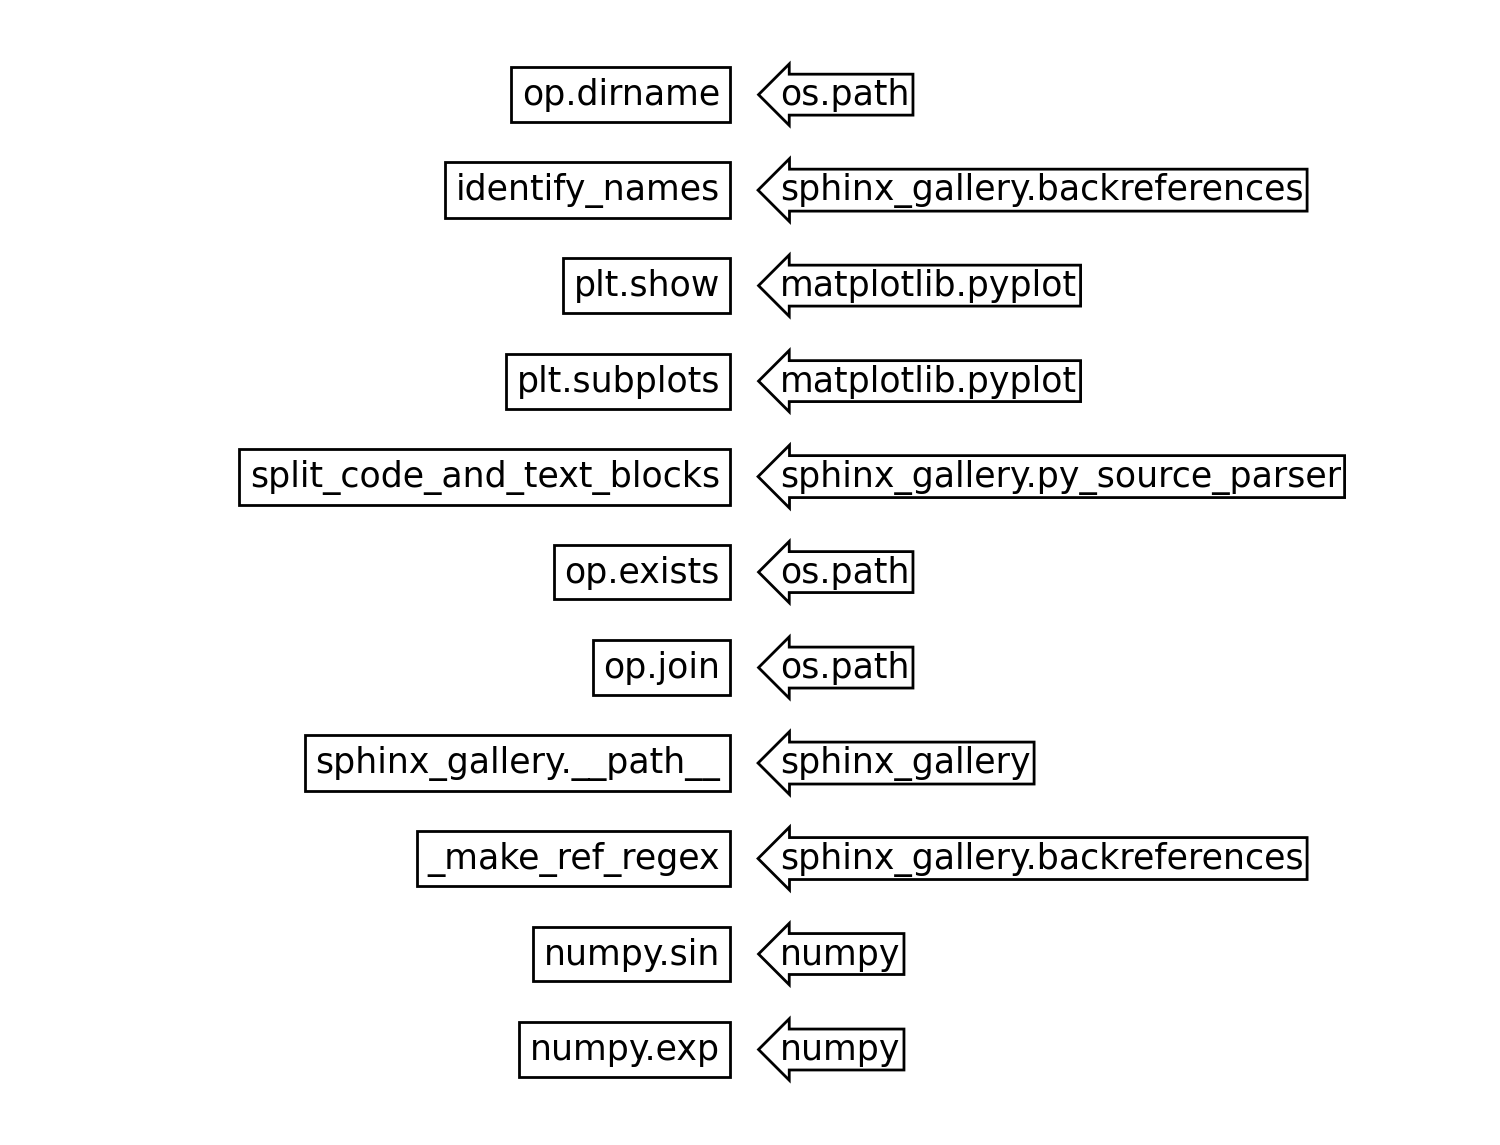 op.dirname os.path
identify_names sphinx_gallery.backreferences
plt.show matplotlib.pyplot
plt.subplots matplotlib.pyplot
split_code_and_text_blocks sphinx_gallery.py_source_parser
op.exists os.path
op.join os.path
sphinx_gallery.__path__ sphinx_gallery
_make_ref_regex sphinx_gallery.backreferences
numpy.sin numpy
numpy.exp numpy